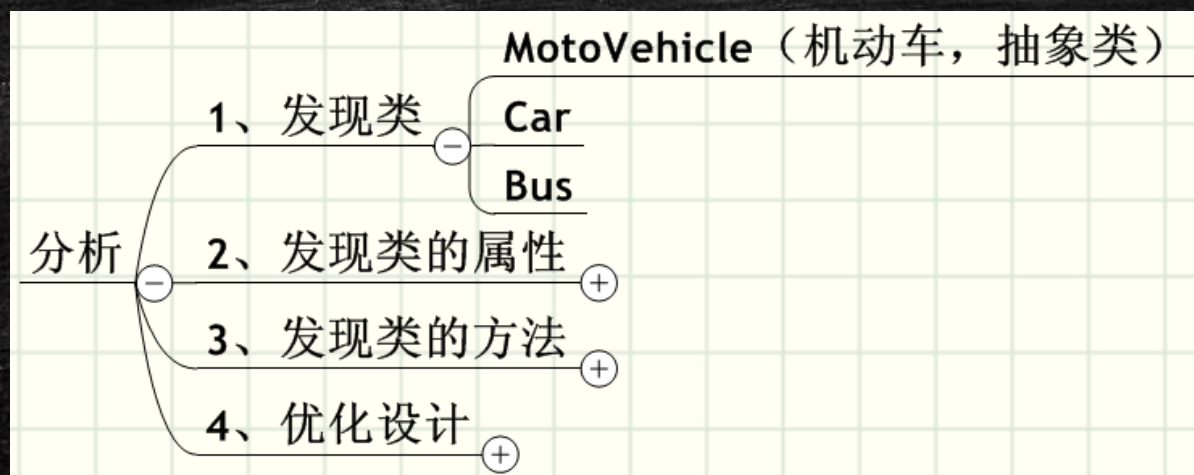 MotoVehicle（机动车，抽象类）
1、发现类
Car
Bus
分析
2、发现类的属性
3、发现类的方法
4、优化设计